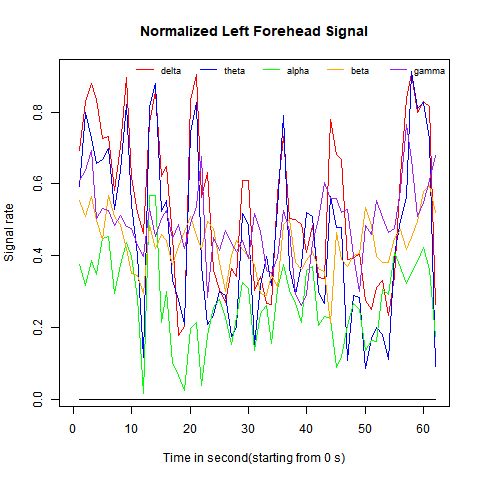 Normalized Left Forehead Signal
delta theta alpha beta gamma
Signal rate
0.8
0.6
0.4
0.2
0.0
0 10 20 30 40 50 60
Time in second(starting from 0 s)